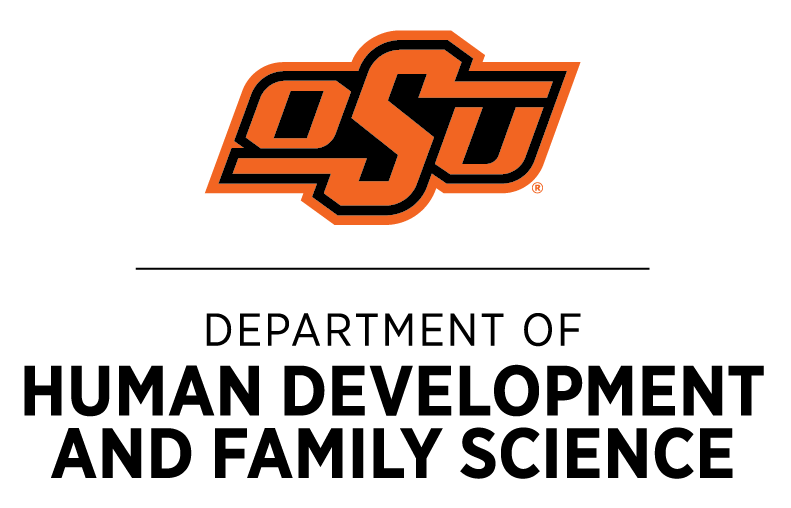 OSU
®
DEPARTMENT OF
HUMAN DEVELOPMENT
AND FAMILY SCIENCE